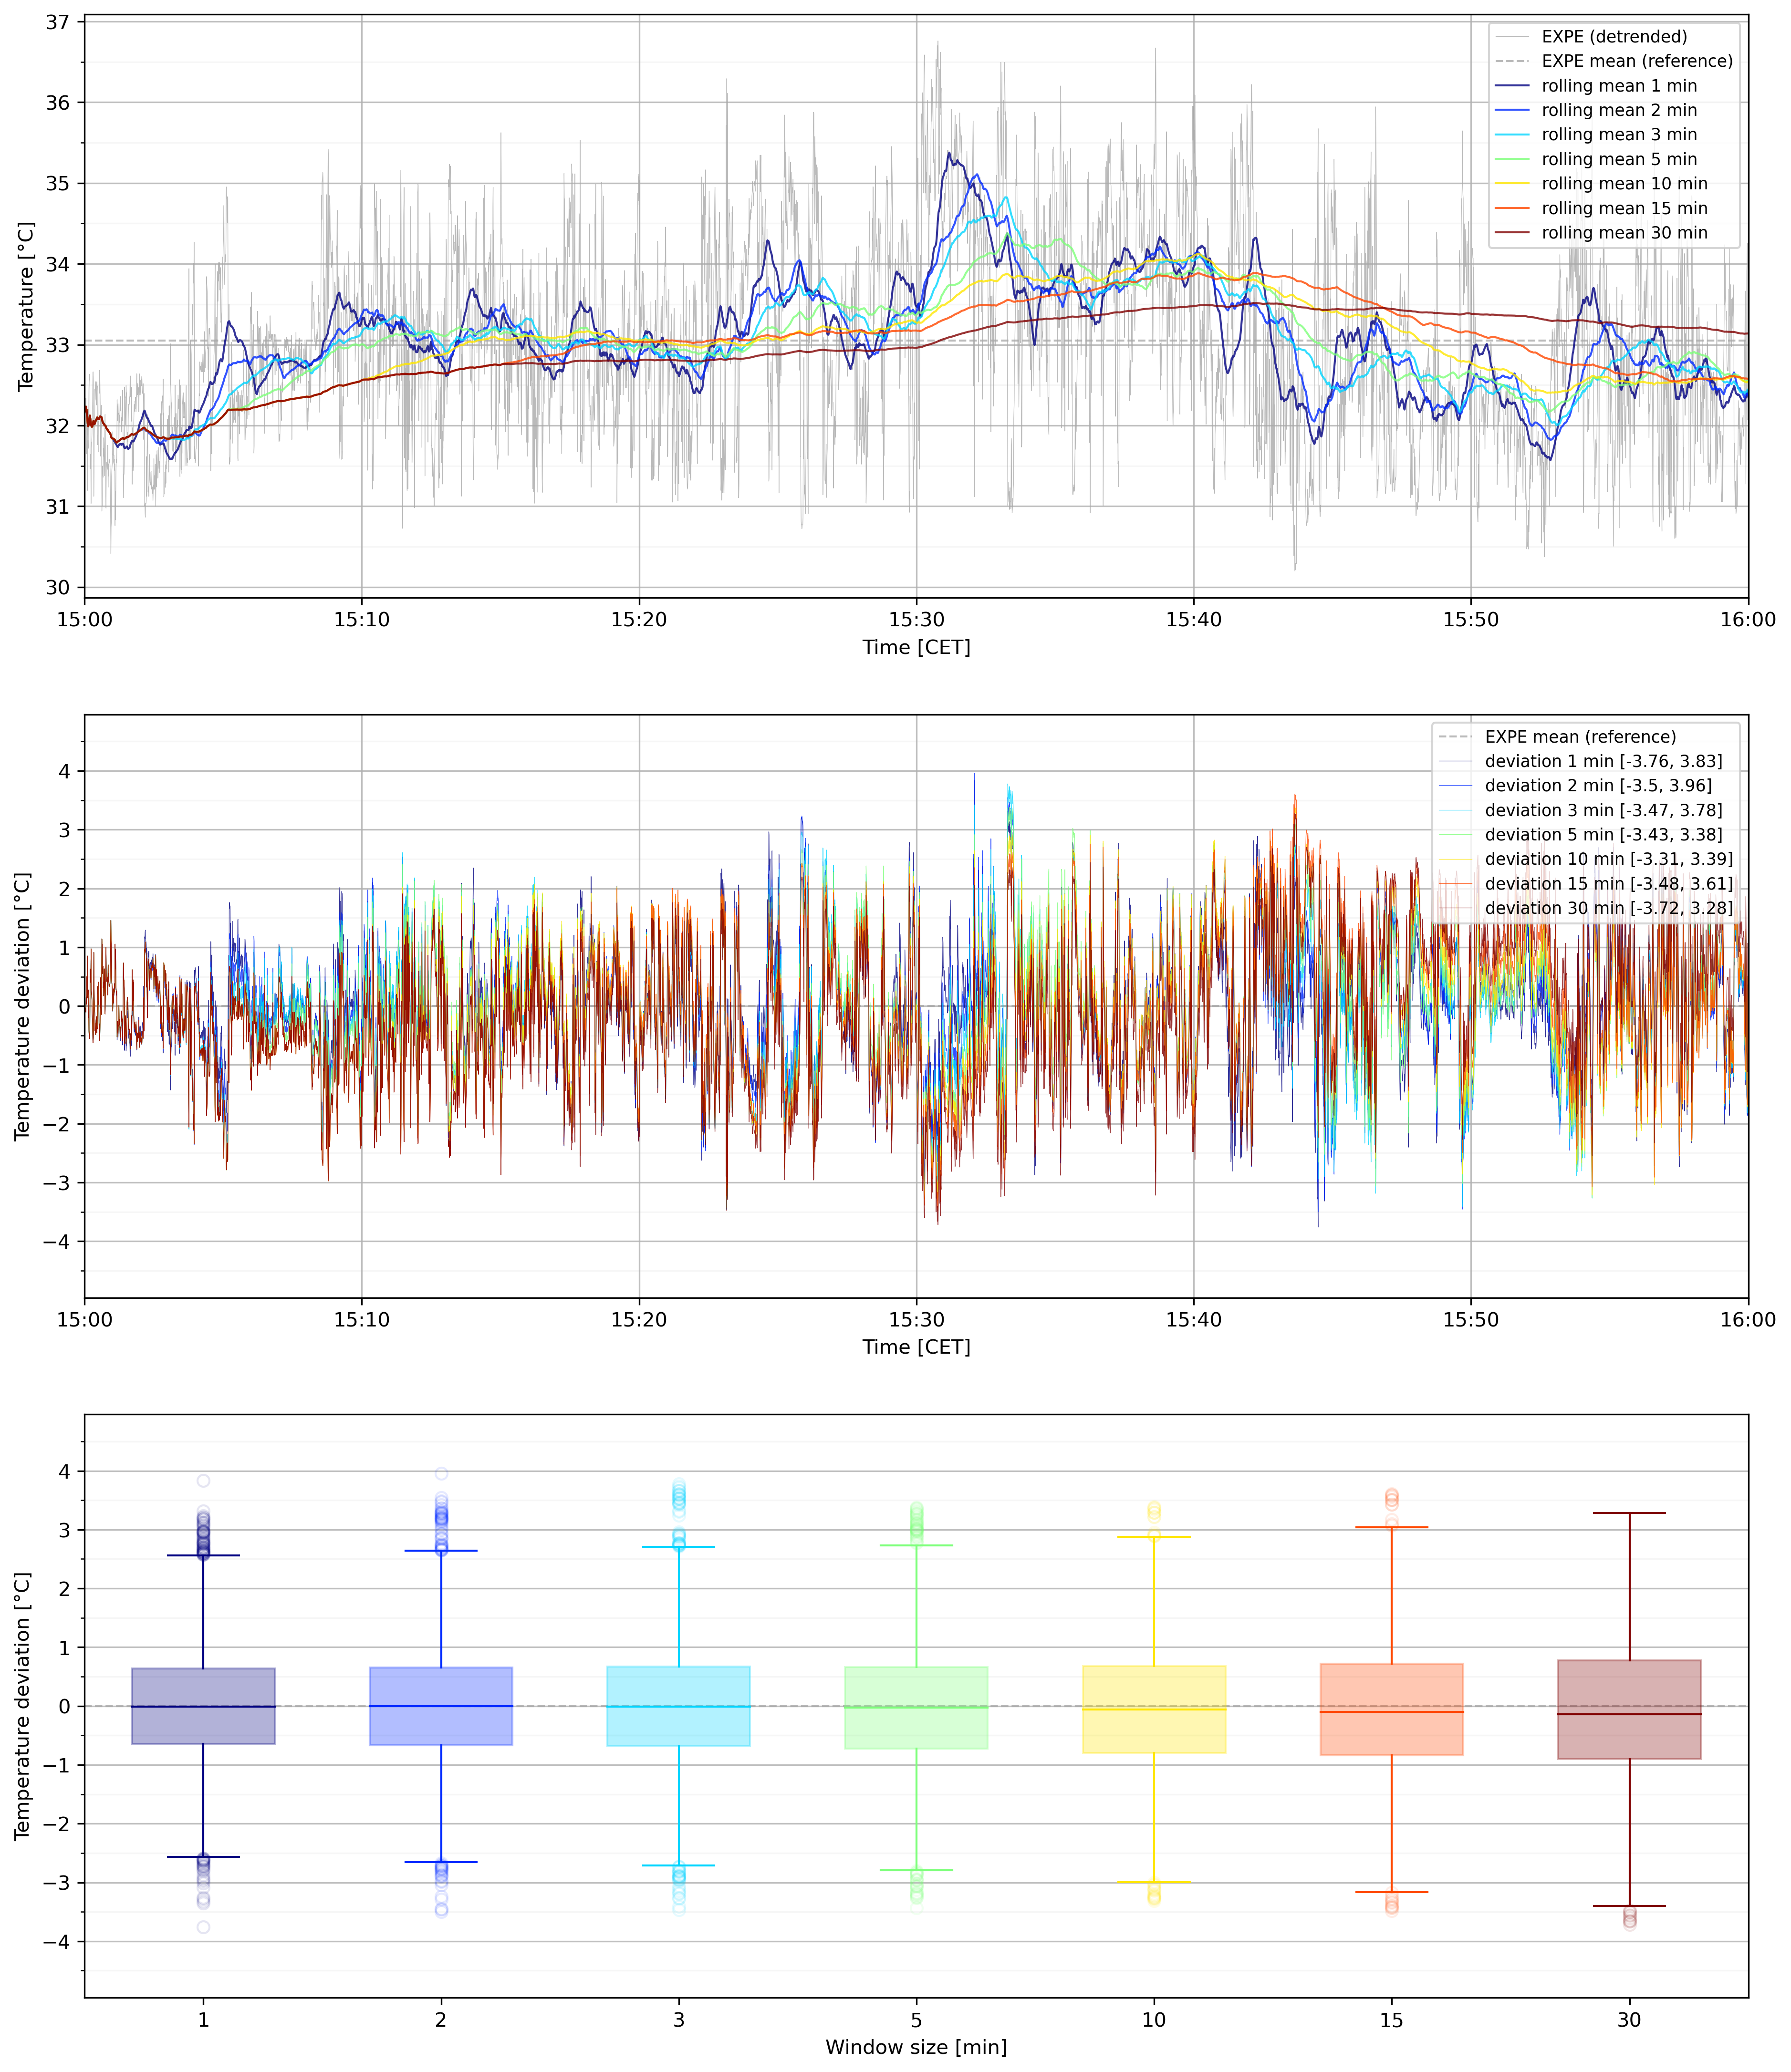 37
36
35
34
33
32
31
30
Temperature [°C]
EXPE (detrended)
EXPE mean (reference)
rolling mean 1 min
rolling mean 2 min
rolling mean 3 min
rolling mean 5 min
rolling mean 10 min
rolling mean 15 min
rolling mean 30 min
15:00 15:10 15:20 15:30 15:40 15:50 16:00
Time [CET]
4
3
2
1
0
−1
−2
−3
−4
Temperature deviation [°C]
EXPE mean (reference)
deviation 1 min [-3.76, 3.83]
deviation 2 min [-3.5, 3.96]
deviation 3 min [-3.47, 3.78]
deviation 5 min [-3.43, 3.38]
deviation 10 min [-3.31, 3.39]
deviation 15 min [-3.48, 3.61]
deviation 30 min [-3.72, 3.28]
15:00 15:10 15:20 15:30 15:40 15:50 16:00
Time [CET]
4
3
2
1
0
−1
−2
−3
−4
Temperature deviation [°C]
1 2 3 5 10 15 30
Window size [min]